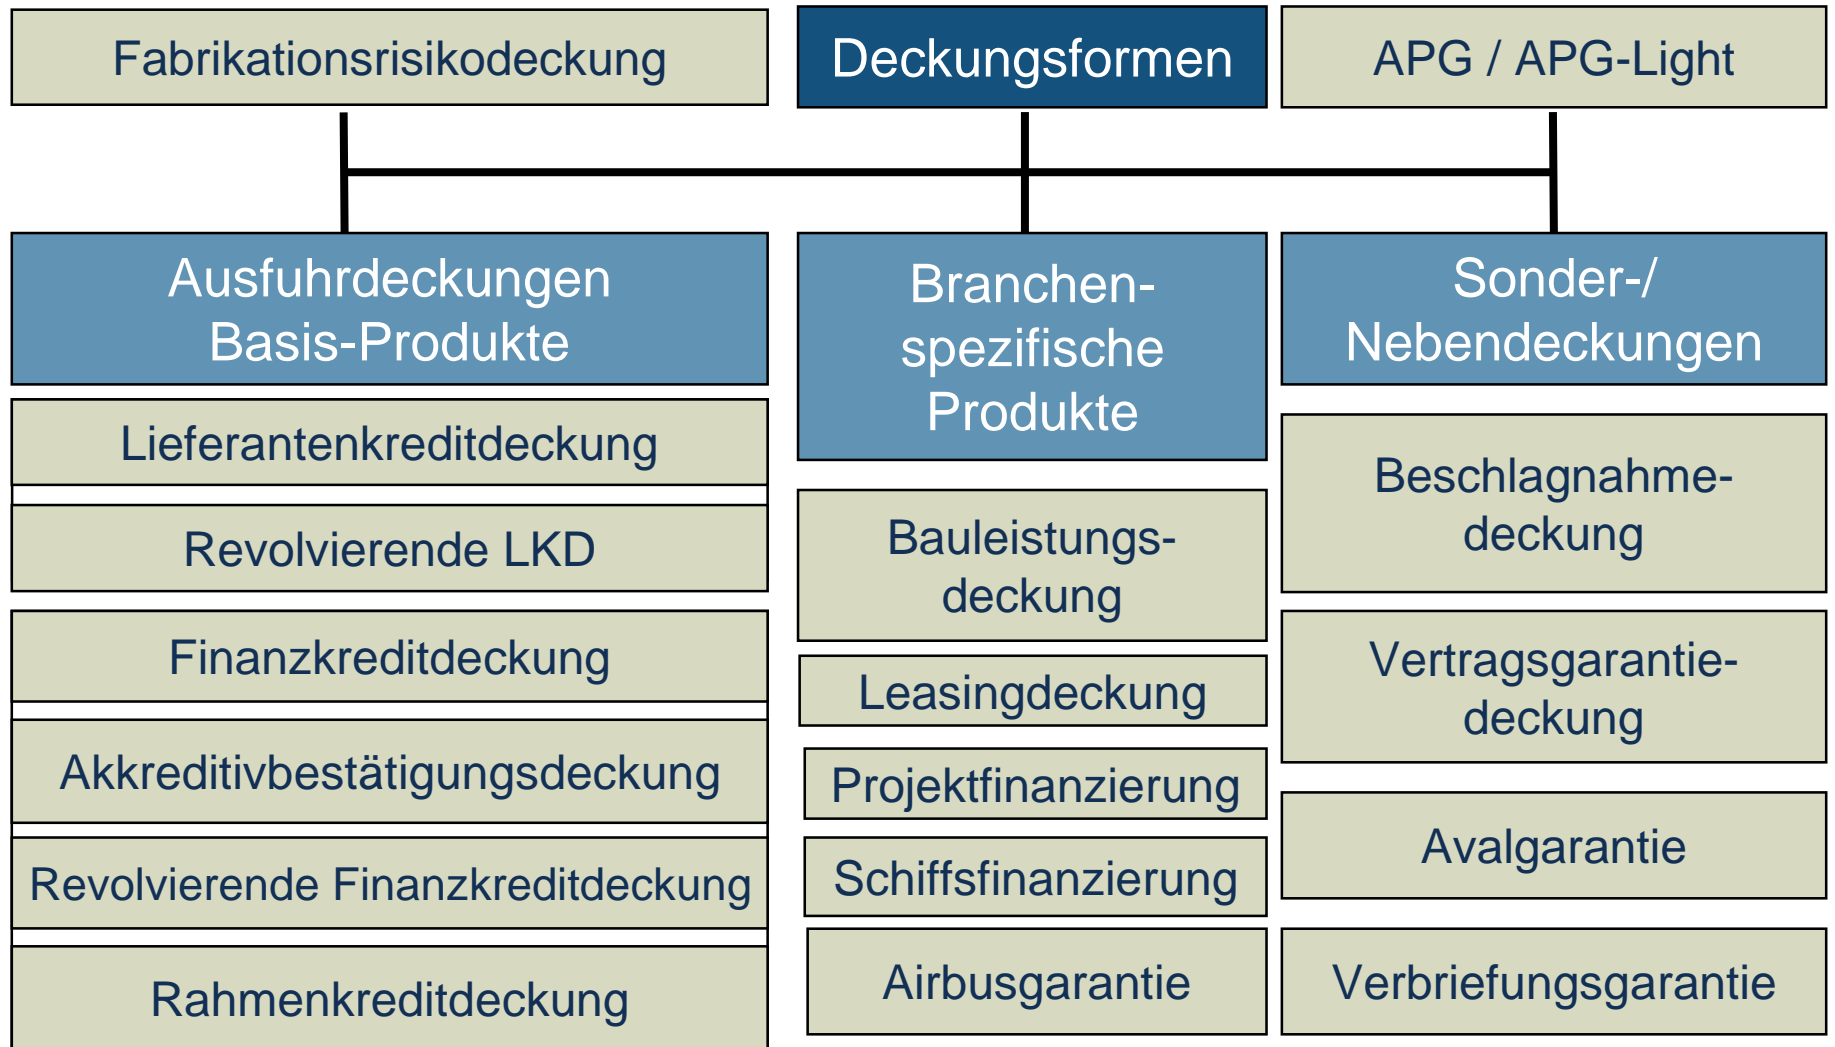 Fabrikationsrisikodeckung
Deckungsformen
APG / APG-Light
Ausfuhrdeckungen
Basis-Produkte
Lieferantenkreditdeckung
Revolvierende LKD
Finanzkreditdeckung
Akkreditivbestätigungsdeckung
Revolvierende Finanzkreditdeckung
Rahmenkreditdeckung
Branchen-
spezifische
Produkte
Bauleistungs-
deckung
Leasingdeckung
Projektfinanzierung
Schiffsfinanzierung
Airbusgarantie
Sonder-/
Nebendeckungen
Beschlagnahme-
deckung
Vertragsgarantie-
deckung
Avalgarantie
Verbriefungsgarantie